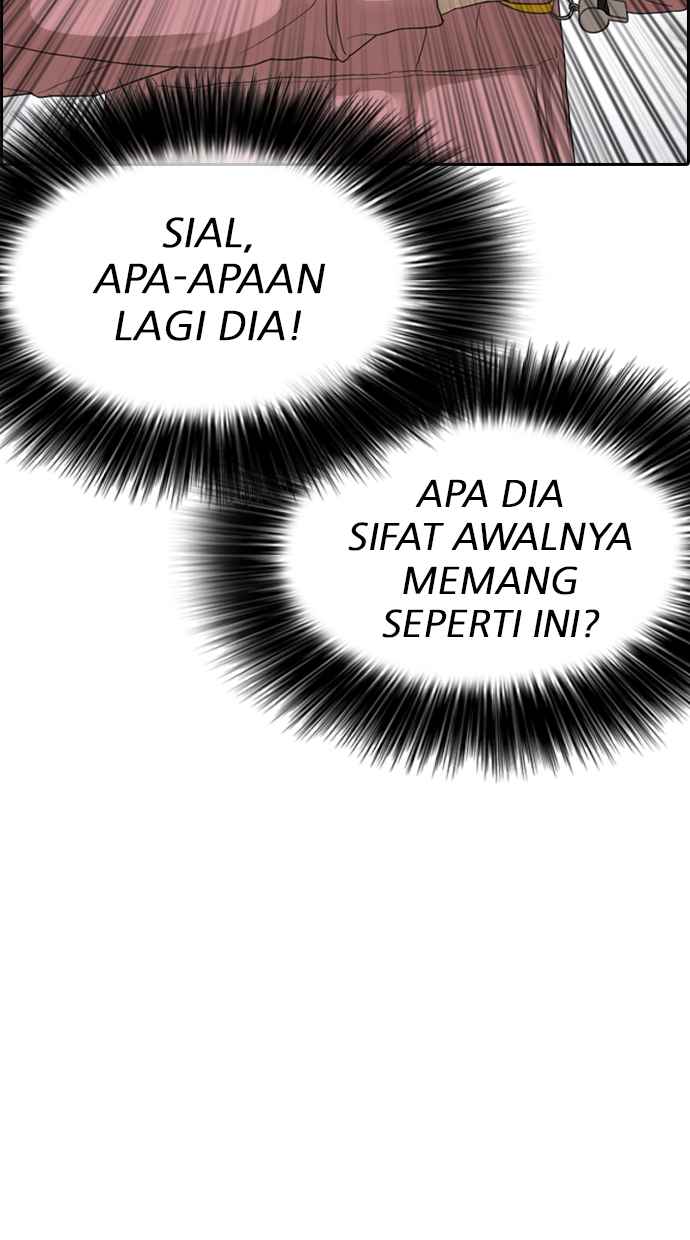 SIAL,
APA-APAAN
LAGI DIA!
APA DIA
SIFAT AWALNYA
MEMANG
SEPERTI INI?